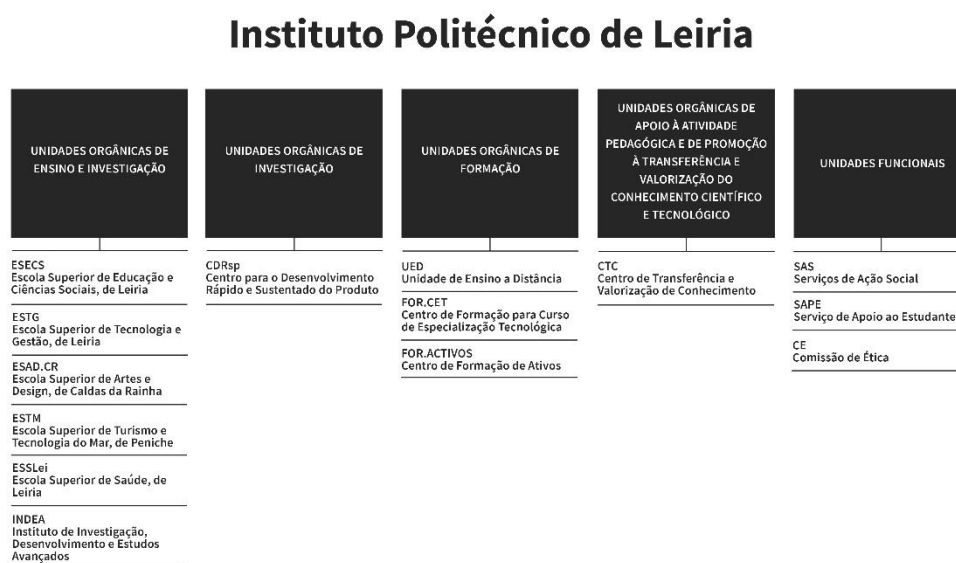 Instituto Politécnico de Leiria
UNIDADES ORGÂNICAS DE
ENSINO E INVESTIGAÇÃO
ESECS
Escola Superior de Educação e
Ciências Sociais, de Leiria
ESTG
Escola Superior de Tecnologia e
Gestão, de Leiria
ESAD.CR
Escola Superior de Artes e
Design, de Caldas da Rainha
ESTM
Escola Superior de Turismo e
Tecnologia do Mar, de Peniche
ESSLei
Escola Superior de Saúde, de
Leiria
INDEA
Instituto de Investigação,
Desenvolvimento e Estudos
Avançados
UNIDADES ORGÂNICAS DE
INVESTIGAÇÃO
CDRsp
Centro para o Desenvolvimento
Rápido e Sustentado do Produto
UNIDADES ORGÂNICAS DE
FORMAÇÃO
UED
Unidade de Ensino a Distância
FOR.CET
Centro de Formação para Curso
de Especialização Tecnológica
FOR.ACTIVOS
Centro de Formação de Ativos
UNIDADES ORGÂNICAS DE
APOIO À ATIVIDADE
PEDAGÓGICA E DE PROMOÇÃO
À TRANSFERÊNCIA E
VALORIZAÇÃO DO
CONHECIMENTO CIENTÍFICO
E TECNOLÓGICO
CTC
Centro de Transferência e
Valorização de Conhecimento
UNIDADES FUNCIONAIS
SAS
Serviços de Ação Social
SAPE
Serviço de Apoio ao Estudante
CE
Comissão de Ética